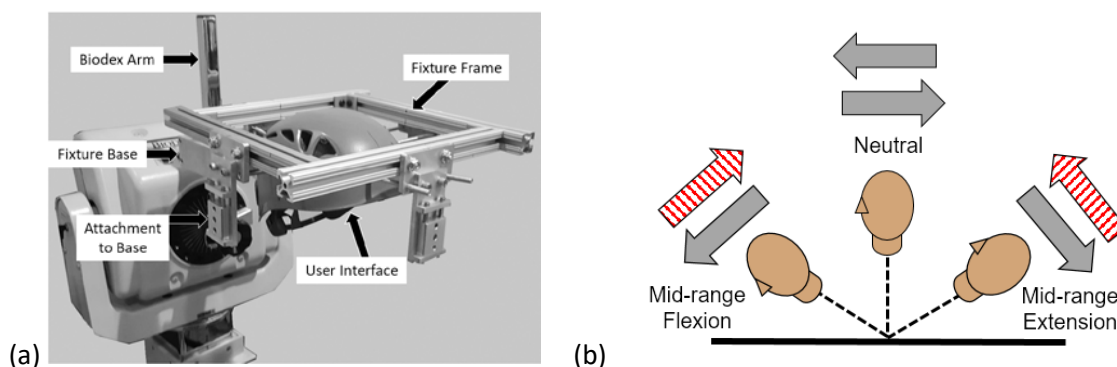 Biodex Arm
Fixture Frame
Fixture Base
Attachment
to Base
User Interface
(a)
Neutral
Mid-range
Flexion
Mid-range
Extension
(b)